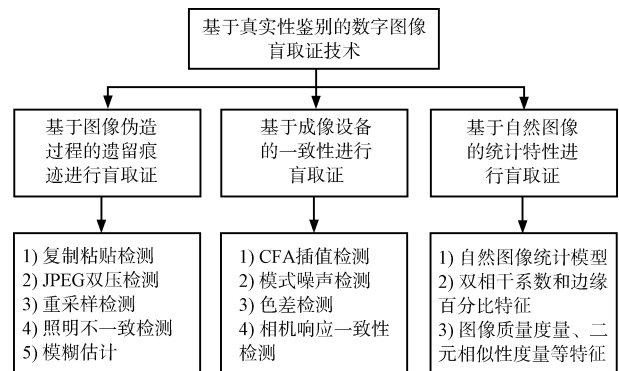 基于真实性鉴别的数字图像
盲取证技术
基于图像伪造
过程的遗留痕
迹进行盲取证
基于成像设备
的一致性进行
盲取证
基于自然图像
的统计特性进
行盲取证
1) 复制粘贴检测
2) JPEG双压检测
3) 重采样检测
4) 照明不一致检测
5) 模糊估计
1) CFA插值检测
2) 模式噪声检测
3) 色差检测
4) 相机响应一致性
检测
1) 自然图像统计模型
2) 双相干系数和边缘
百分比特征
3) 图像质量度量、二
元相似性度量等特征